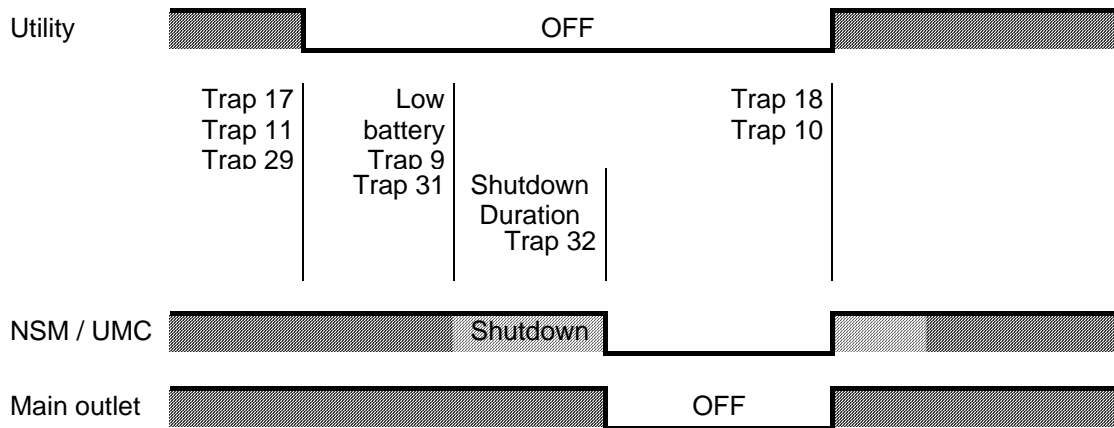 Utility
OFF
Trap 17
Trap 11
Trap 29
Low
battery
Trap 9
Trap 31
Shutdown
Duration
Trap 32
Trap 18
Trap 10
NSM / UMC
Shutdown
Main outlet
OFF